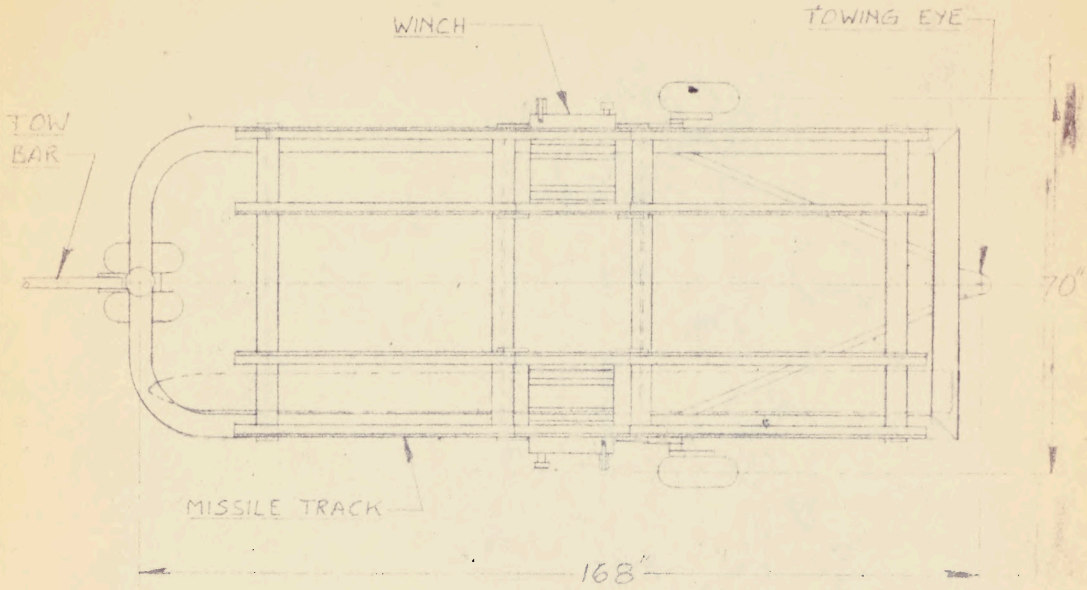 WINCH
TOWING EYE
TOW
BAR
70"
MISSILE TRACK
168"